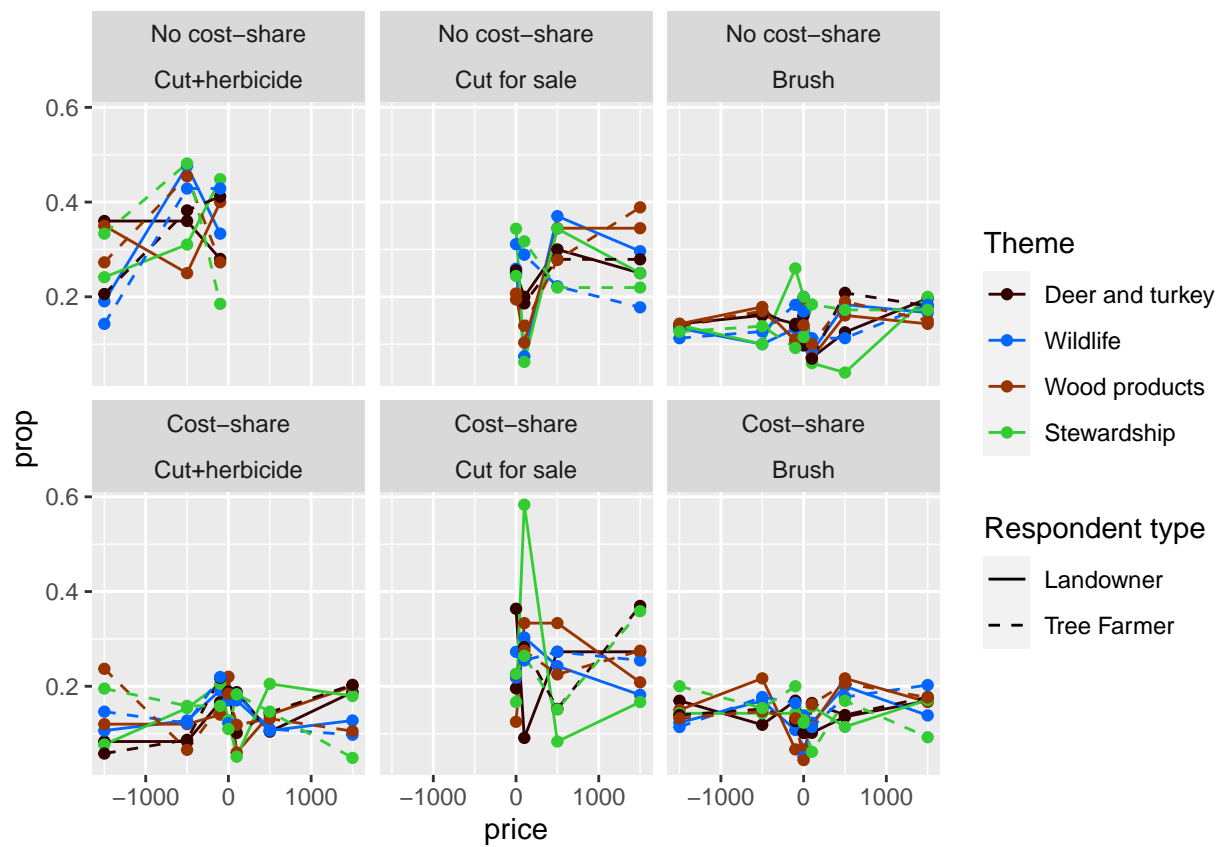 No cost−share No cost−share No cost−share
Cut+herbicide Cut for sale Brush
0.6
0.4
0.2
Cost−share Cost−share Cost−share
Cut+herbicide Cut for sale Brush
0.6
0.4
0.2
−1000 0 1000 −1000 0 1000 −1000 0 1000
price
prop
Theme
Deer and turkey
Wildlife
Wood products
Stewardship
Respondent type
Landowner
Tree Farmer